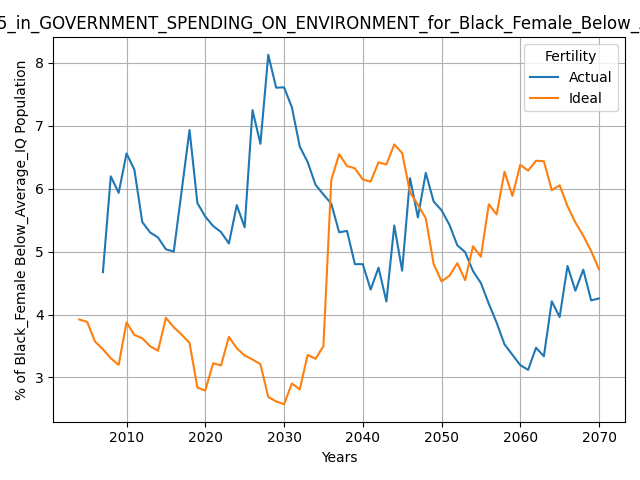 5_in_GOVERNMENT_SPENDING_ON_ENVIRONMENT_for_Black_Female_Below_
Fertility
Actual
Ideal
% of Black_Female Below_Average_IQ Population
8
7
6
5
4
3
2010 2020 2030 2040 2050 2060 2070
Years